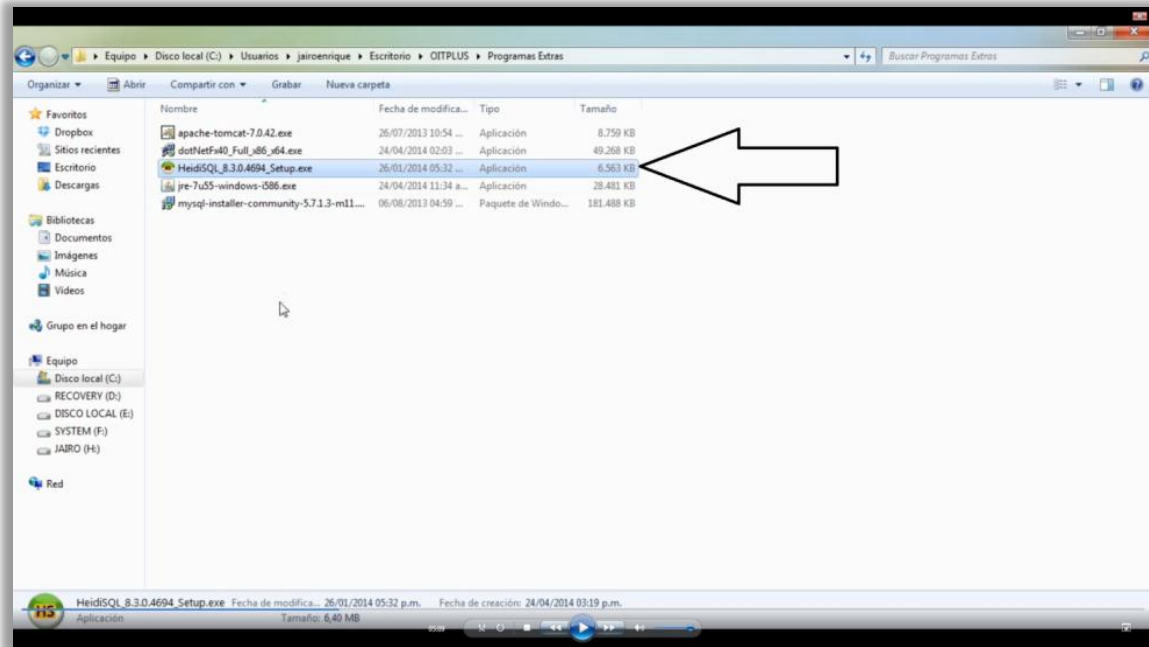 Equipo ▸ Disco local (C:) ▸ Usuarios ▸ jairoenrique ▸ Escritorio ▸ OITPLUS ▸ Programas Extras
Buscar Programas Extras
Organizar Abrir Compartir con Grabar Nueva carpeta
Nombre Fecha de modifica... Tipo Tamaño
apache-tomcat-7.0.42.exe 26/07/2013 10:54 ... Aplicación 8.759 KB
dotNetFx40_Full_x86_x64.exe 24/04/2014 02:03 ... Aplicación 49.268 KB
HeidiSQL_8.3.0.4694_Setup.exe 26/01/2014 05:32 ... Aplicación 6.563 KB
jre-7u55-windows-i586.exe 24/04/2014 11:34 a... Aplicación 28.481 KB
mysql-installer-community-5.7.1.3-m11.... 06/08/2013 04:59 ... Paquete de Windo... 181.488 KB
Favoritos
Dropbox
Sitios recientes
Escritorio
Descargas
Bibliotecas
Documentos
Imágenes
Música
Videos
Grupo en el hogar
Equipo
Disco local (C:)
RECOVERY (D:)
DISCO LOCAL (E:)
SYSTEM (F:)
JAIRO (H:)
Red
HS
HeidiSQL_8.3.0.4694_Setup.exe Fecha de modifica... 26/01/2014 05:32 p.m. Fecha de creación: 24/04/2014 03:19 p.m.
Aplicación Tamaño: 6,40 MB